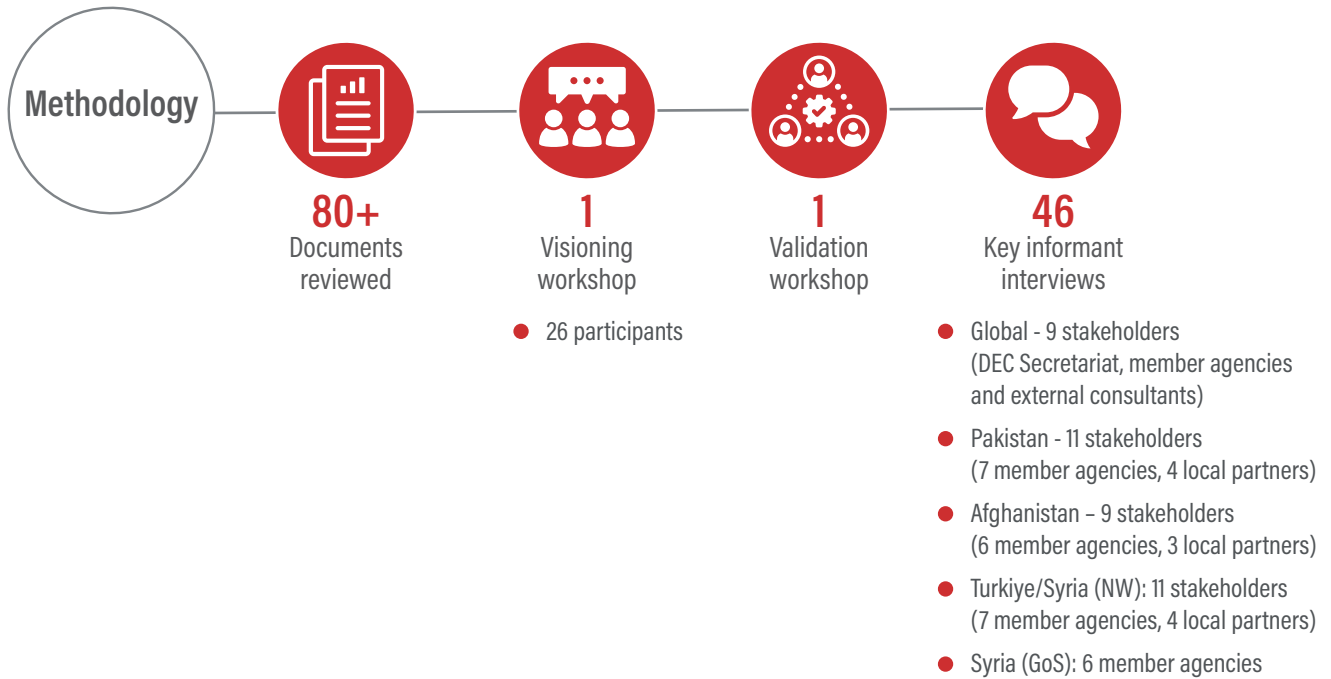 Methodology
80+
Documents
reviewed
1
Visioning
workshop
26 participants
1
Validation
workshop
46
Key informant
interviews
Global - 9 stakeholders
(DEC Secretariat, member agencies
and external consultants)
Pakistan - 11 stakeholders
(7 member agencies, 4 local partners)
Afghanistan – 9 stakeholders
(6 member agencies, 3 local partners)
Turkiye/Syria (NW): 11 stakeholders
(7 member agencies, 4 local partners)
Syria (GoS): 6 member agencies